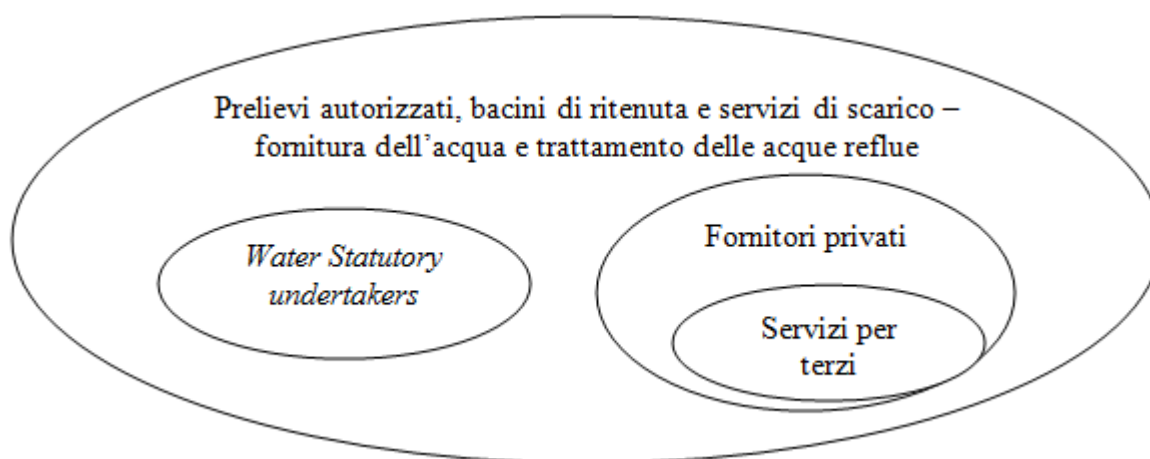 Prelievi autorizzati, bacini di ritenuta e servizi di scarico –
fornitura dell’acqua e trattamento delle acque reflue
Water Statutory
undertakers
Fornitori privati
Servizi per
terzi